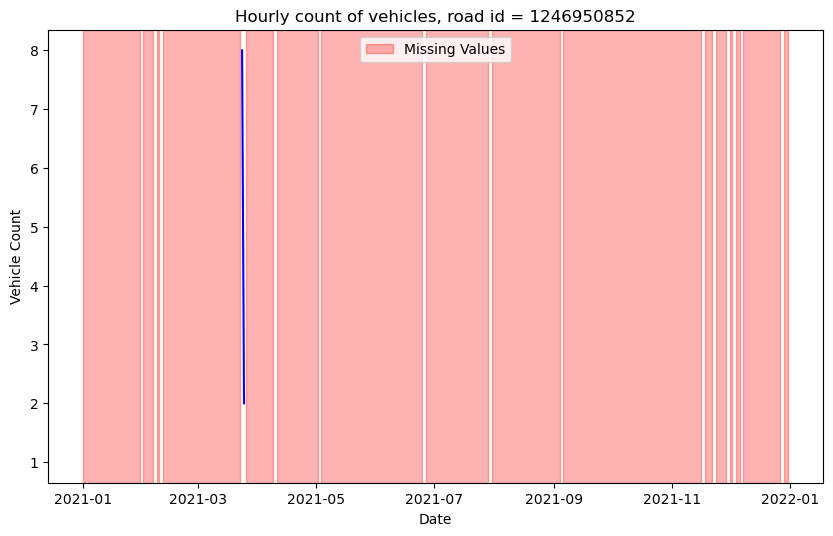 Hourly count of vehicles, road id = 1246950852
Missing Values
8
7
6
5
4
3
2
1
Vehicle Count
2021-01 2021-03 2021-05 2021-07 2021-09 2021-11 2022-01
Date